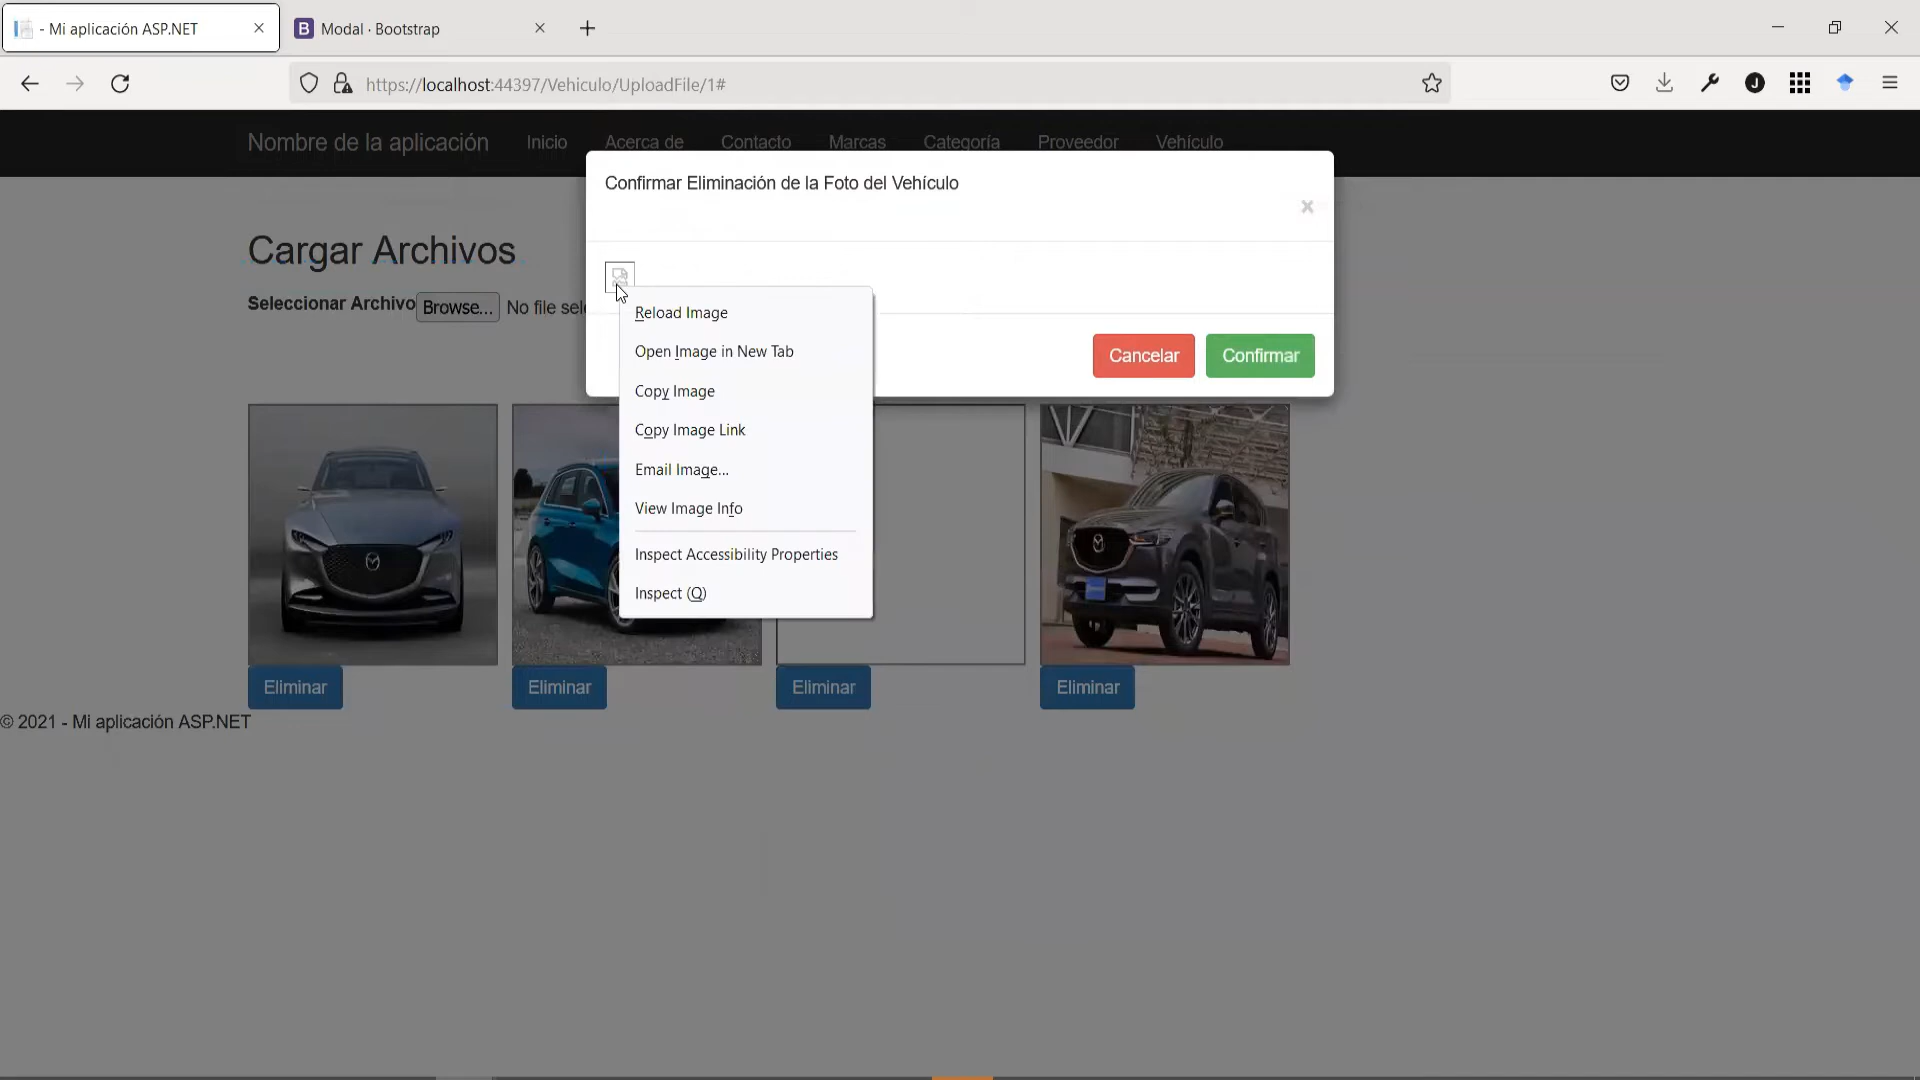 - Mi aplicación ASP.NET
Modal · Bootstrap
https://localhost:44397/Vehiculo/UploadFile/1#
J
Nombre de la aplicación
Inicio
Acerca de
Contacto
Marcas
Categoría
Proveedor
Vehículo
Confirmar Eliminación de la Foto del Vehículo
×
Cargar Archivos
Seleccionar Archivo
Browse...
No file sele
Reload Image
Open Image in New Tab
Copy Image
Copy Image Link
Email Image...
View Image Info
Inspect Accessibility Properties
Inspect (Q)
Cancelar
Confirmar
Eliminar
Eliminar
Eliminar
Eliminar
© 2021 - Mi aplicación ASP.NET